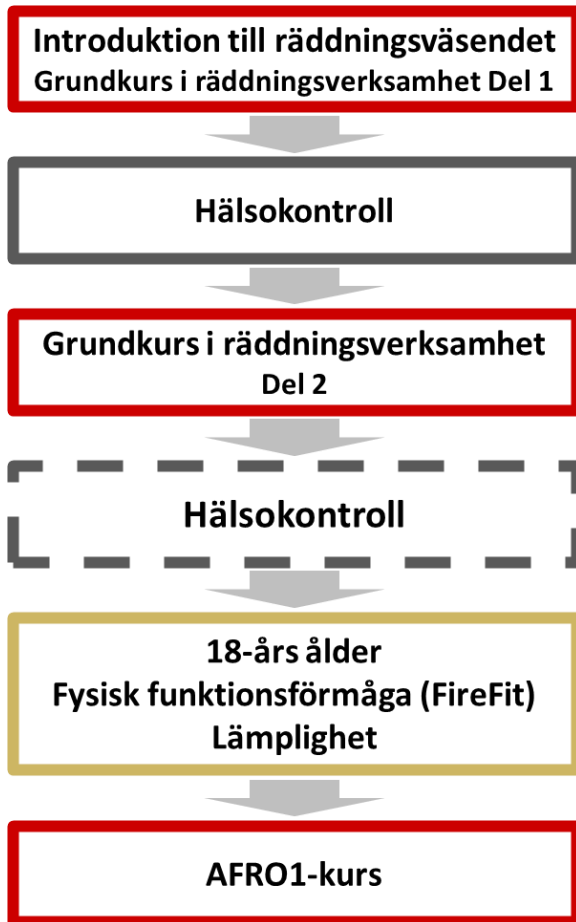 Introduktion till räddningsväsendet
Grundkurs i räddningsverksamhet Del 1
Hälsokontroll
Grundkurs i räddningsverksamhet
Del 2
Hälsokontroll
18-års ålder
Fysisk funktionsförmåga (FireFit)
Lämplighet
AFRO1-kurs